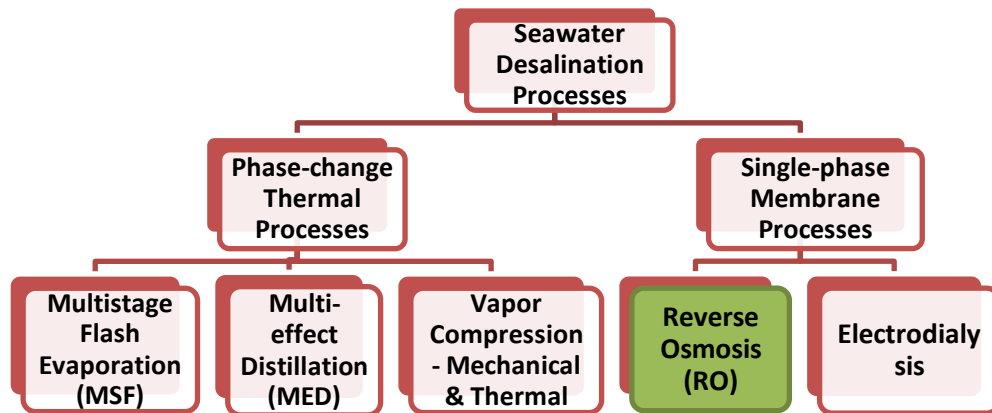 Seawater
Desalination
Processes
Phase-change
Thermal
Processes
Single-phase
Membrane
Processes
Multistage
Flash
Evaporation
(MSF)
Multi-
effect
Distillation
(MED)
Vapor
Compression
- Mechanical
& Thermal
Reverse
Osmosis
(RO)
Electrodialy
sis